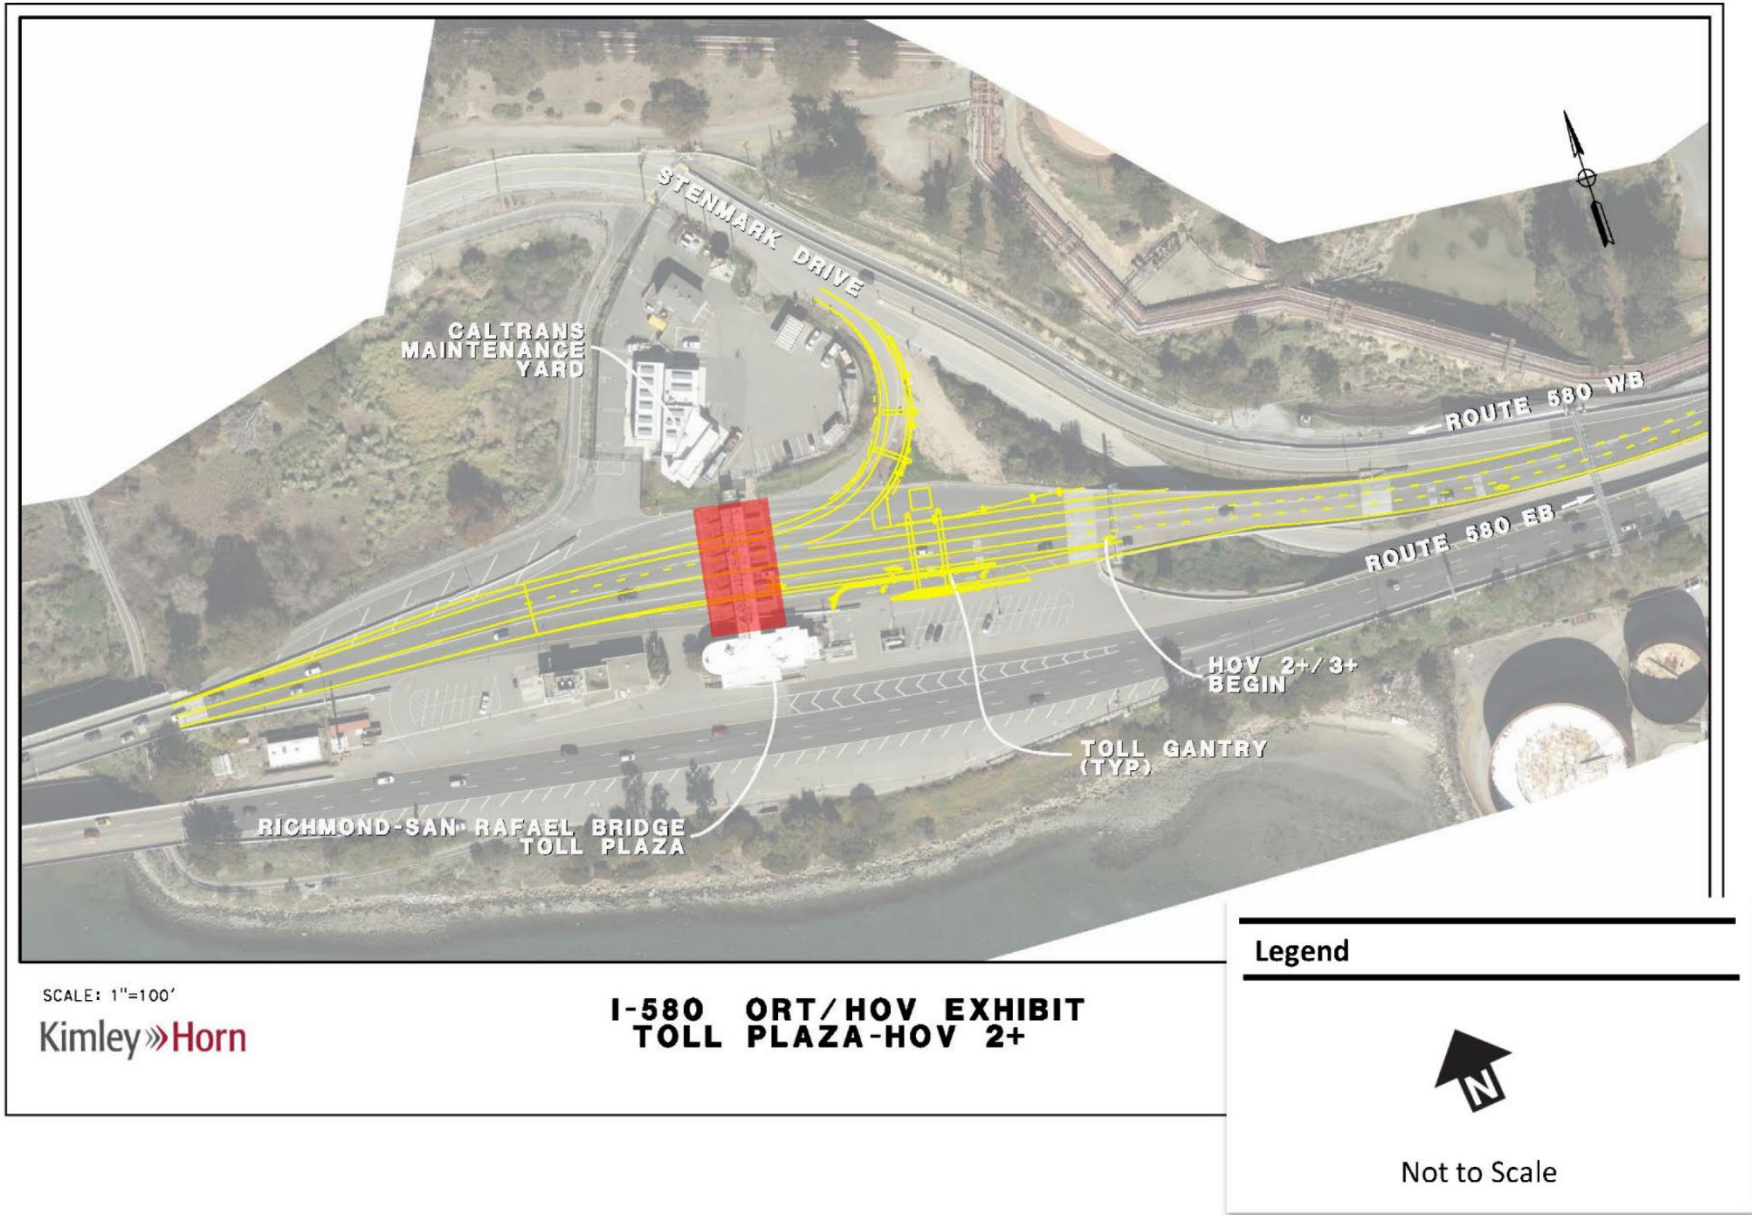 STENMARK DRIVE
CALTRANS
MAINTENANCE
YARD
ROUTE 580 WB
ROUTE 580 EB
HOV 2+/3+
BEGIN
TOLL GANTRY
(TYP)
RICHMOND-SAN RAFAEL BRIDGE
TOLL PLAZA
Legend
SCALE: 1"=100'
Kimley»Horn
I-580 ORT/HOV EXHIBIT
TOLL PLAZA-HOV 2+
N
Not to Scale